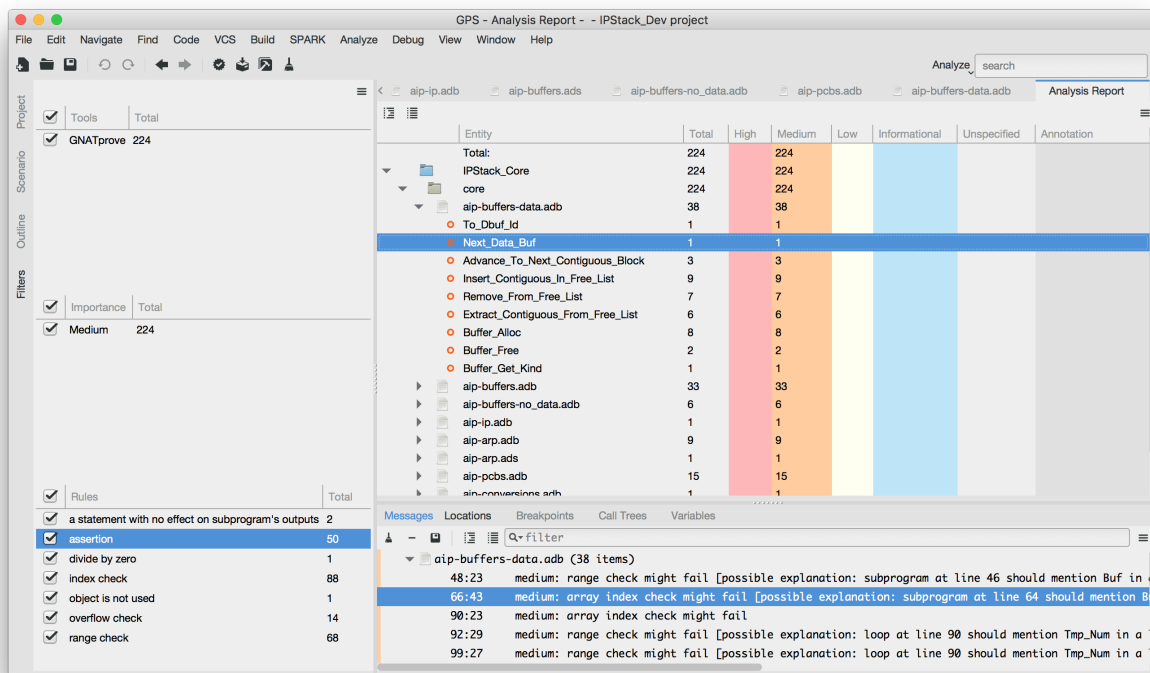 GPS - Analysis Report - - IPStack_Dev project
File Edit Navigate Find Code VCS Build SPARK Analyze Debug View Window Help
Analyze search
Project
Scenario
Outline
Filters
Tools Total
GNATprove 224
Importance Total
Medium 224
Rules Total
a statement with no effect on subprogram's outputs 2
assertion 50
divide by zero 1
index check 88
object is not used 1
overflow check 14
range check 68
aip-ip.adb aip-buffers.ads aip-buffers-no_data.adb aip-pcbs.adb aip-buffers-data.adb Analysis Report
Entity Total High Medium Low Informational Unspecified Annotation
Total: 224 224
IPStack_Core 224 224
core 224 224
aip-buffers-data.adb 38 38
To_Dbuf_Id 1 1
Next_Data_Buf 1 1
Advance_To_Next_Contiguous_Block 3 3
Insert_Contiguous_In_Free_List 9 9
Remove_From_Free_List 7 7
Extract_Contiguous_From_Free_List 6 6
Buffer_Alloc 8 8
Buffer_Free 2 2
Buffer_Get_Kind 1 1
aip-buffers.adb 33 33
aip-buffers-no_data.adb 6 6
aip-ip.adb 1 1
aip-arp.adb 9 9
aip-arp.ads 1 1
aip-pcbs.adb 15 15
aip-conversions.adb 1 1
Messages Locations Breakpoints Call Trees Variables
filter
aip-buffers-data.adb (38 items)
48:23 medium: range check might fail [possible explanation: subprogram at line 46 should mention Buf in
66:43 medium: array index check might fail [possible explanation: subprogram at line 64 should mention
90:23 medium: array index check might fail
92:29 medium: range check might fail [possible explanation: loop at line 90 should mention Tmp_Num in a
99:27 medium: range check might fail [possible explanation: loop at line 90 should mention Tmp_Num in a